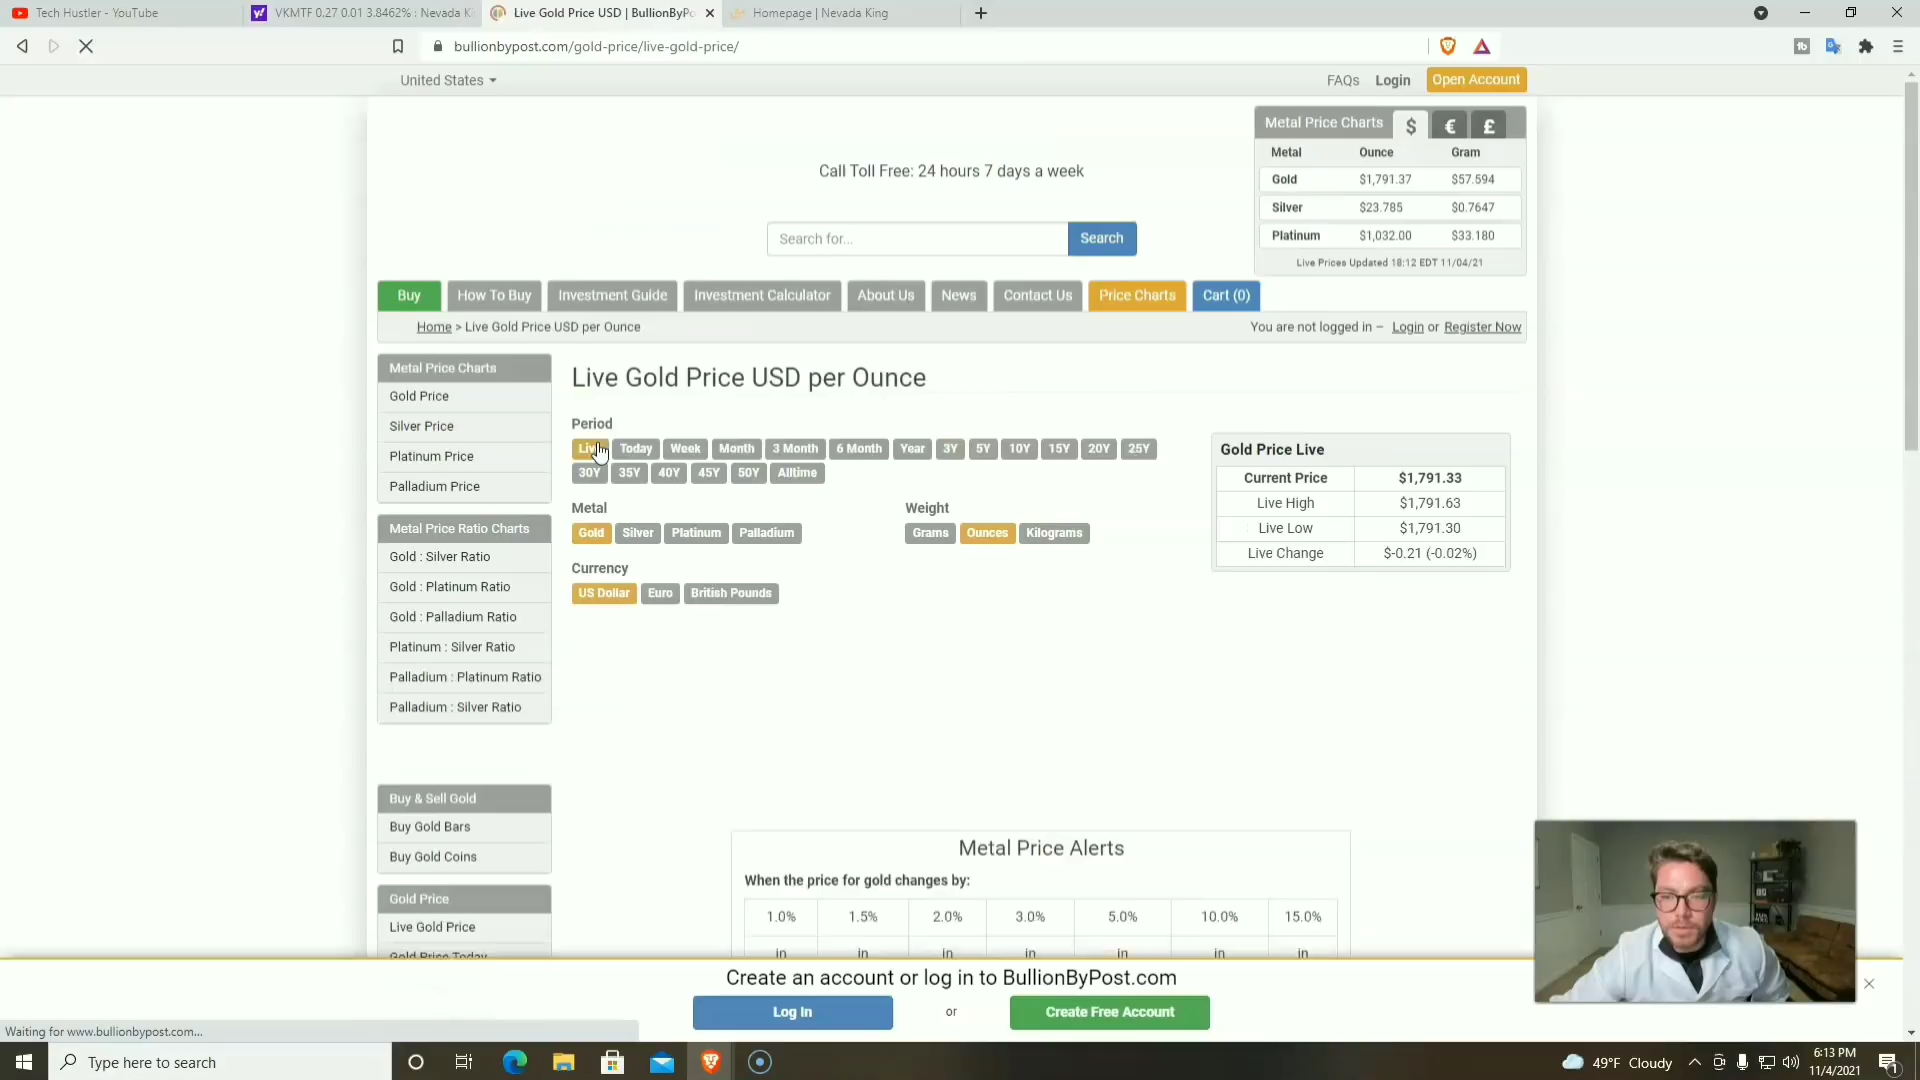 Tech Hustler - YouTube
VKMTF 0.27 0.01 3.8462% : Nevada K
Live Gold Price USD | BullionByPo
Homepage | Nevada King
bullionbypost.com/gold-price/live-gold-price/
United States
FAQs Login Open Account
Metal Price Charts $ € £
Metal Ounce Gram
Gold $1,791.37 $57.594
Silver $23.785 $0.7647
Platinum $1,032.00 $33.180
Live Prices Updated 18:12 EDT 11/04/21
Call Toll Free: 24 hours 7 days a week
Search for... Search
Buy How To Buy Investment Guide Investment Calculator About Us News Contact Us Price Charts Cart (0)
Home > Live Gold Price USD per Ounce
You are not logged in – Login or Register Now
Metal Price Charts
Gold Price
Silver Price
Platinum Price
Palladium Price
Metal Price Ratio Charts
Gold : Silver Ratio
Gold : Platinum Ratio
Gold : Palladium Ratio
Platinum : Silver Ratio
Palladium : Platinum Ratio
Palladium : Silver Ratio
Buy & Sell Gold
Buy Gold Bars
Buy Gold Coins
Gold Price
Live Gold Price
Gold Price Today
Live Gold Price USD per Ounce
Period
Live Today Week Month 3 Month 6 Month Year 3Y 5Y 10Y 15Y 20Y 25Y
30Y 35Y 40Y 45Y 50Y Alltime
Metal
Gold Silver Platinum Palladium
Weight
Grams Ounces Kilograms
Currency
US Dollar Euro British Pounds
Gold Price Live
Current Price $1,791.33
Live High $1,791.63
Live Low $1,791.30
Live Change $-0.21 (-0.02%)
Metal Price Alerts
When the price for gold changes by:
1.0% 1.5% 2.0% 3.0% 5.0% 10.0% 15.0%
in in in in in in in
Create an account or log in to BullionByPost.com
Log In or Create Free Account
Waiting for www.bullionbypost.com...
Type here to search
49°F Cloudy
6:13 PM
11/4/2021